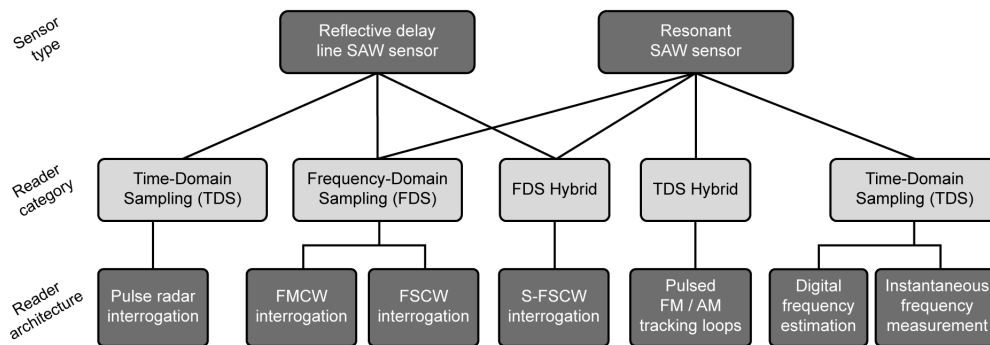 Sensor
type
Reflective delay
line SAW sensor
Resonant
SAW sensor
Reader
category
Time-Domain
Sampling (TDS)
Frequency-Domain
Sampling (FDS)
FDS Hybrid
TDS Hybrid
Time-Domain
Sampling (TDS)
Reader
architecture
Pulse radar
interrogation
FMCW
interrogation
FSCW
interrogation
S-FSCW
interrogation
Pulsed
FM / AM
tracking loops
Digital
frequency
estimation
Instantaneous
frequency
measurement